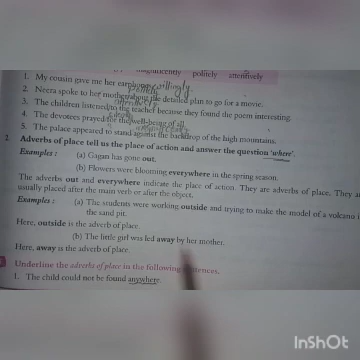 magnificently politely attentively
1. My cousin gave me her earphone willingly.
2. Neera spoke to her mother about the detailed plan to go for a movie.
politely
3. The children listened to the teacher because they found the poem interesting.
attentively
4. The devotees prayed for the well-being of all.
5. The palace appeared to stand against the backdrop of the high mountains.
2. Adverbs of place tell us the place of action and answer the question 'where'.
Examples : (a) Gagan has gone out.
(b) Flowers were blooming everywhere in the spring season.
The adverbs out and everywhere indicate the place of action. They are adverbs of place. They are
usually placed after the main verb or after the object.
Examples : (a) The students were working outside and trying to make the model of a volcano i
the sand pit.
Here, outside is the adverb of place.
(b) The little girl was led away by her mother.
Here, away is the adverb of place.
Underline the adverbs of place in the following sentences.
1. The child could not be found anywhere.
InShOt